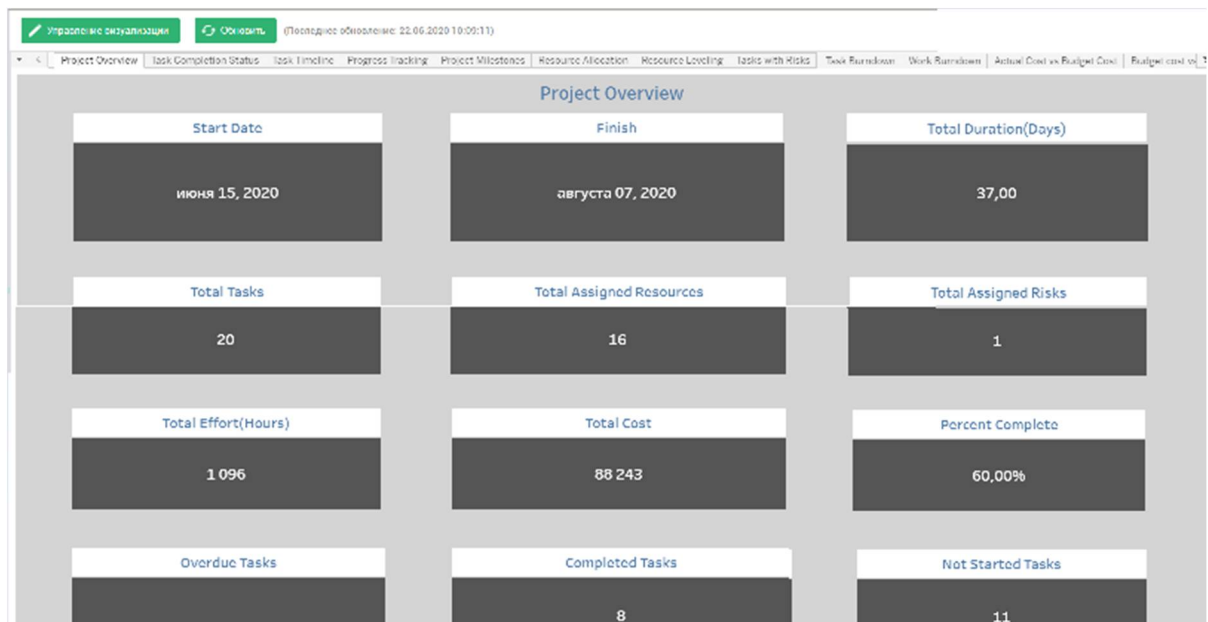 Управление визуализации Обновить (Последнее обновление: 22.06.2020 10:09:11)
Project Overview Task Completion Status Task Timeline Progress Tracking Project Milestones Resource Allocation Resource Leveling Tasks with Risks Task Burndown Work Burndown Actual Cost vs Budget Cost Budget cost vs
Project Overview
Start Date Finish Total Duration(Days)
июня 15, 2020 августа 07, 2020 37,00
Total Tasks Total Assigned Resources Total Assigned Risks
20 16 1
Total Effort(Hours) Total Cost Percent Complete
1 096 88 243 60,00%
Overdue Tasks Completed Tasks Not Started Tasks
8 11